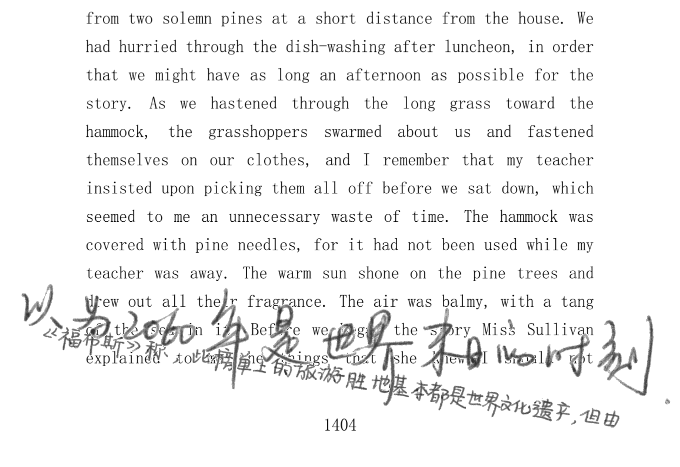 from two solemn pines at a short distance from the house. We
had hurried through the dish-washing after luncheon, in order
that we might have as long an afternoon as possible for the
story. As we hastened through the long grass toward the
hammock, the grasshoppers swarmed about us and fastened
themselves on our clothes, and I remember that my teacher
insisted upon picking them all off before we sat down, which
seemed to me an unnecessary waste of time. The hammock was
covered with pine needles, for it had not been used while my
teacher was away. The warm sun shone on the pine trees and
drew out all their fragrance. The air was balmy, with a tang
of the sea in it. Before we began the story Miss Sullivan
explained to me the things that she knew I should not
以为2060年是世界末日的时刻。
《福布斯》称,此榜单上的旅游胜地基本都是世界文化遗产,但由
1404